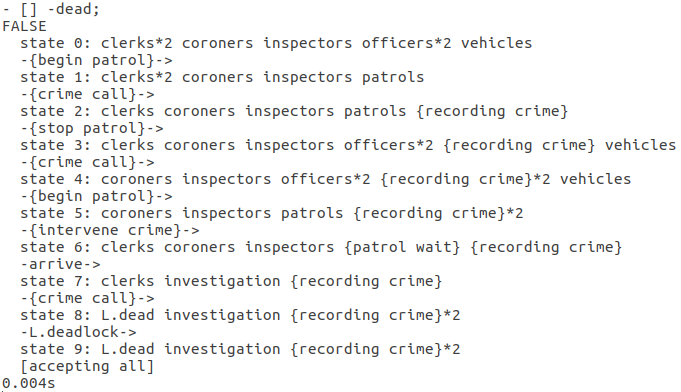 - [] -dead;
FALSE
state 0: clerks*2 coroners inspectors officers*2 vehicles
-{begin patrol}->
state 1: clerks*2 coroners inspectors patrols
-{crime call}->
state 2: clerks coroners inspectors patrols {recording crime}
-{stop patrol}->
state 3: clerks coroners inspectors officers*2 {recording crime} vehicles
-{crime call}->
state 4: coroners inspectors officers*2 {recording crime}*2 vehicles
-{begin patrol}->
state 5: coroners inspectors patrols {recording crime}*2
-{intervene crime}->
state 6: clerks coroners inspectors {patrol wait} {recording crime}
-arrive->
state 7: clerks investigation {recording crime}
-{crime call}->
state 8: L.dead investigation {recording crime}*2
-L.deadlock->
state 9: L.dead investigation {recording crime}*2
[accepting all]
0.004s